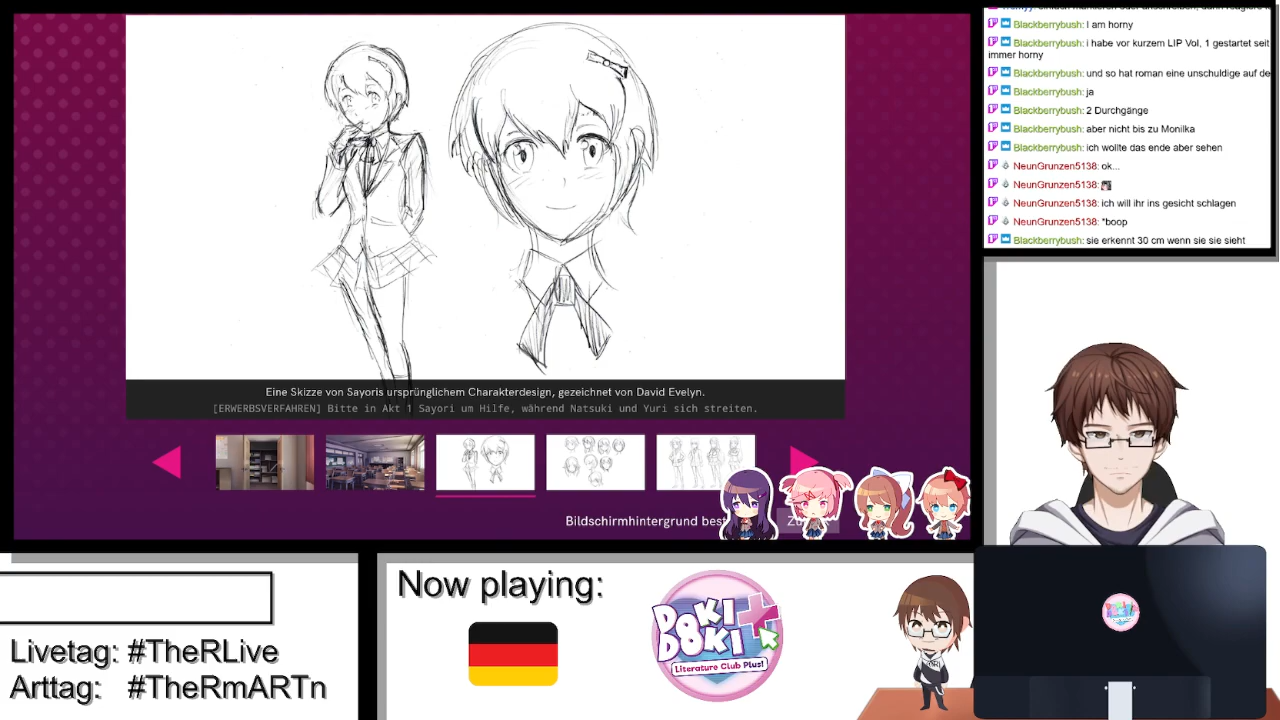 Blackberrybush: I am horny
Blackberrybush: i habe vor kurzem LIP Vol, 1 gestartet seit
immer horny
Blackberrybush: und so hat roman eine unschuldige auf de
Blackberrybush: ja
Blackberrybush: 2 Durchgänge
Blackberrybush: aber nicht bis zu Monilka
Blackberrybush: ich wollte das ende aber sehen
NeunGrunzen5138: ok...
NeunGrunzen5138:
NeunGrunzen5138: ich will ihr ins gesicht schlagen
NeunGrunzen5138: *boop
Blackberrybush: sie erkennt 30 cm wenn sie sie sieht
Eine Skizze von Sayoris ursprünglichem Charakterdesign, gezeichnet von David Evelyn.
[ERWERBSVERFAHREN] Bitte in Akt 1 Sayori um Hilfe, während Natsuki und Yuri sich streiten.
Bildschirmhintergrund best
Now playing:
DOKI
DOKI
Literature Club Plus!
Livetag: #TheRLive
Arttag: #TheRmARTn